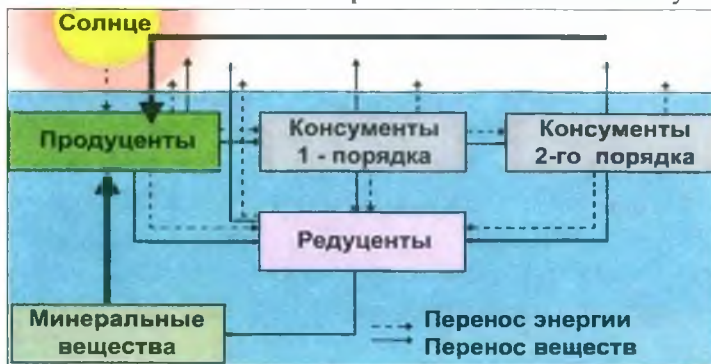 Солнце
Продуценты
Консументы
1 - порядка
Консументы
2-го порядка
Редуценты
Минеральные
вещества
Перенос энергии
Перенос веществ